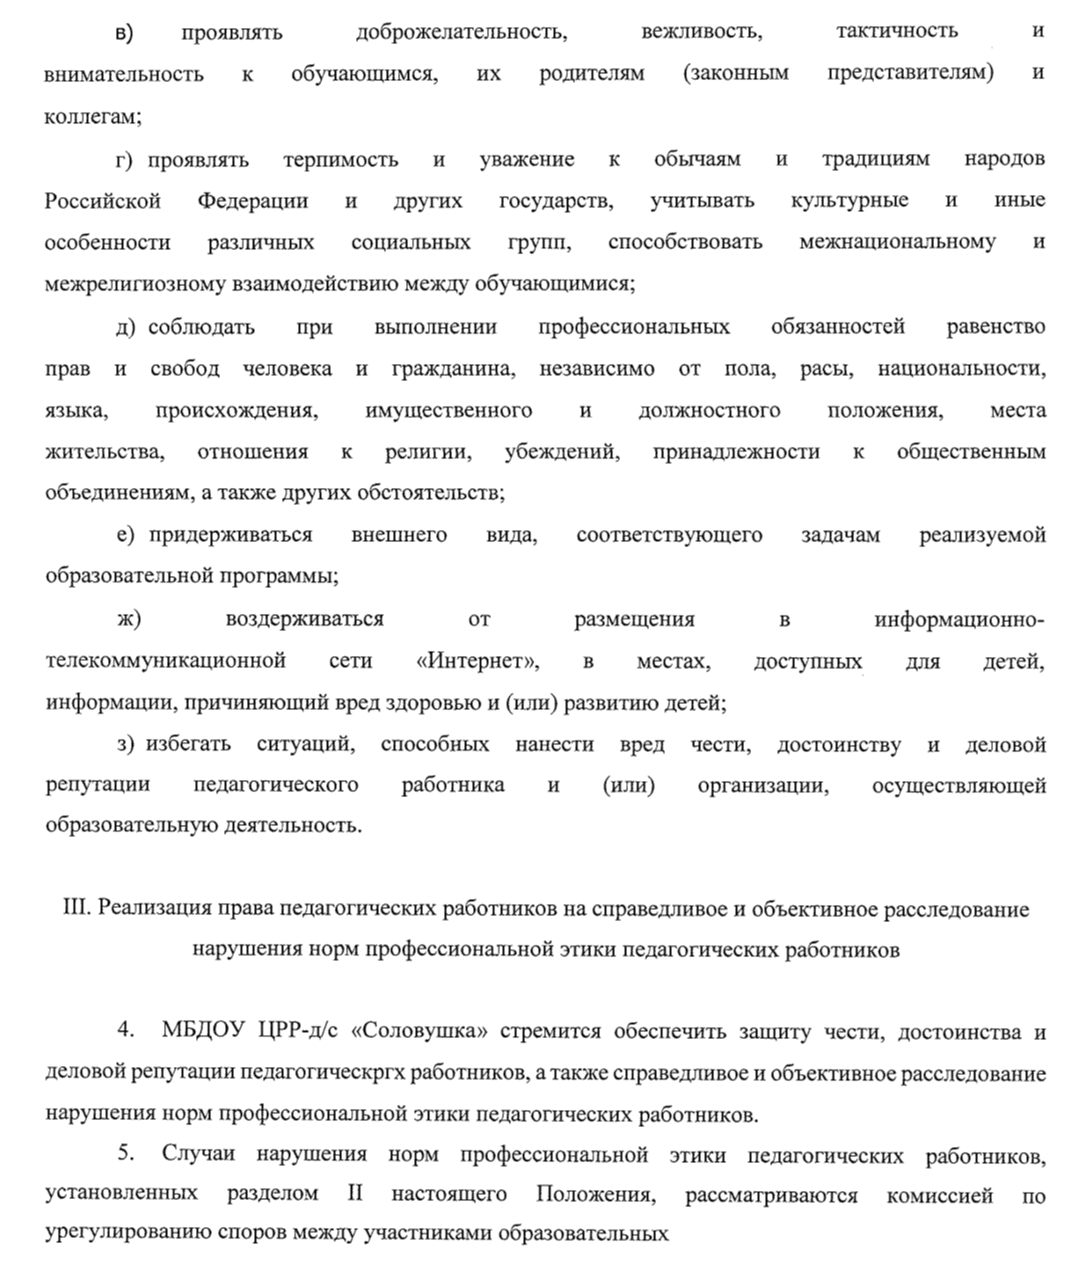 в) проявлять доброжелательность, вежливость, тактичность и
внимательность к обучающимся, их родителям (законным представителям) и
коллегам;
г) проявлять терпимость и уважение к обычаям и традициям народов
Российской Федерации и других государств, учитывать культурные и иные
особенности различных социальных групп, способствовать межнациональному и
межрелигиозному взаимодействию между обучающимися;
д) соблюдать при выполнении профессиональных обязанностей равенство
прав и свобод человека и гражданина, независимо от пола, расы, национальности,
языка, происхождения, имущественного и должностного положения, места
жительства, отношения к религии, убеждений, принадлежности к общественным
объединениям, а также других обстоятельств;
е) придерживаться внешнего вида, соответствующего задачам реализуемой
образовательной программы;
ж) воздерживаться от размещения в информационно-
телекоммуникационной сети «Интернет», в местах, доступных для детей,
информации, причиняющий вред здоровью и (или) развитию детей;
з) избегать ситуаций, способных нанести вред чести, достоинству и деловой
репутации педагогического работника и (или) организации, осуществляющей
образовательную деятельность.
III. Реализация права педагогических работников на справедливое и объективное расследование
нарушения норм профессиональной этики педагогических работников
4. МБДОУ ЦРР-д/с «Соловушка» стремится обеспечить защиту чести, достоинства и
деловой репутации педагогическргх работников, а также справедливое и объективное расследование
нарушения норм профессиональной этики педагогических работников.
5. Случаи нарушения норм профессиональной этики педагогических работников,
установленных разделом II настоящего Положения, рассматриваются комиссией по
урегулированию споров между участниками образовательных